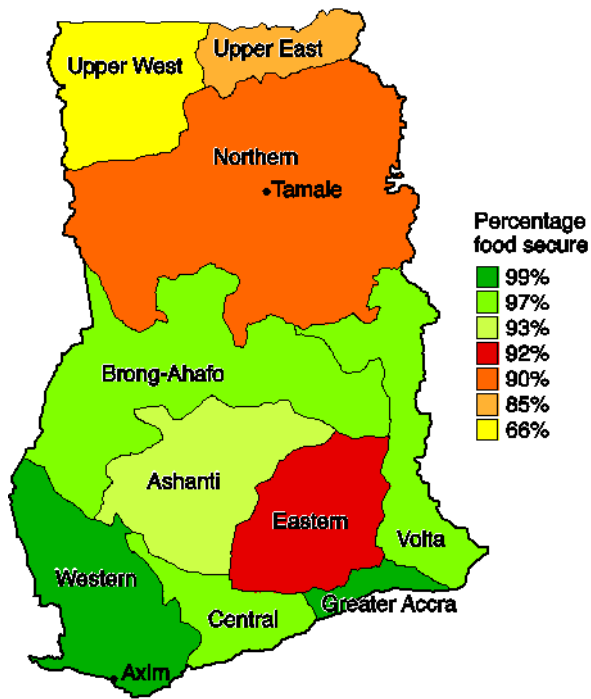 Upper West
Upper East
Northern
Tamale
Percentage
food secure
99%
97%
93%
92%
90%
85%
66%
Brong-Ahafo
Ashanti
Eastern
Volta
Western
Central
Greater Accra
Axim